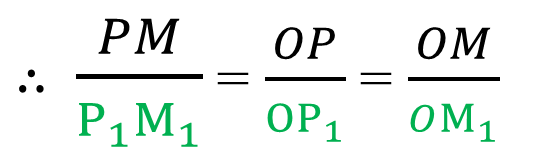 ∴ PM/P₁M₁ = OP/OP₁ = OM/OM₁